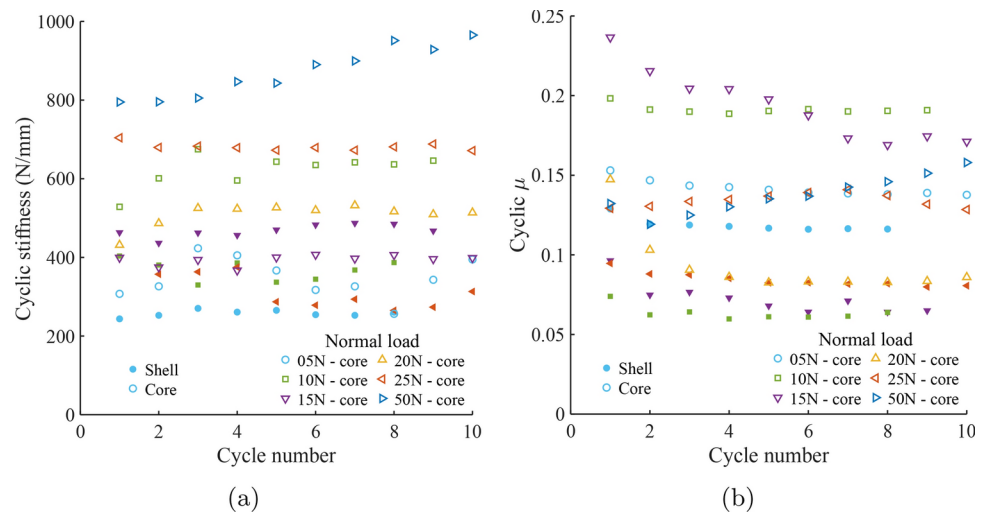 1000
800
600
400
200
0
Cyclic stiffness (N/mm)
Shell
Core
Normal load
05N - core
20N - core
10N - core
25N - core
15N - core
50N - core
0 2 4 6 8 10
Cycle number
(a)
0.25
0.2
0.15
0.1
0.05
0
Cyclic μ
Shell
Core
Normal load
05N - core
20N - core
10N - core
25N - core
15N - core
50N - core
0 2 4 6 8 10
Cycle number
(b)